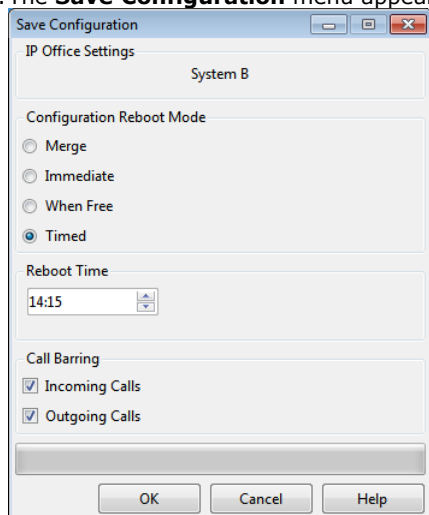 . The Save Configuration menu appear
Save Configuration
IP Office Settings
System B
Configuration Reboot Mode
Merge
Immediate
When Free
Timed
Reboot Time
14:15
Call Barring
Incoming Calls
Outgoing Calls
OK Cancel Help